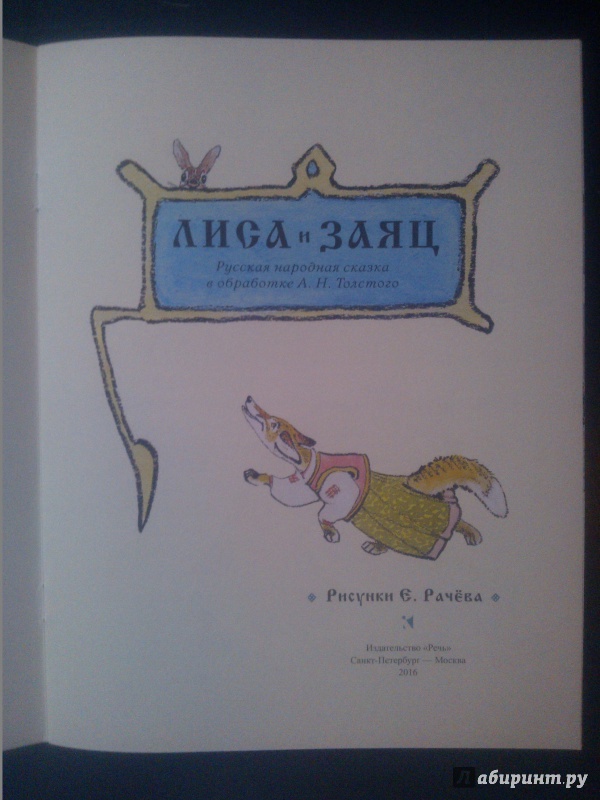 ЛИСА и ЗАЯЦ
Русская народная сказка
в обработке А. Н. Толстого
Рисунки Е. Рачёва
Издательство «Речь»
Санкт-Петербург — Москва
2016
Лабиринт.ру